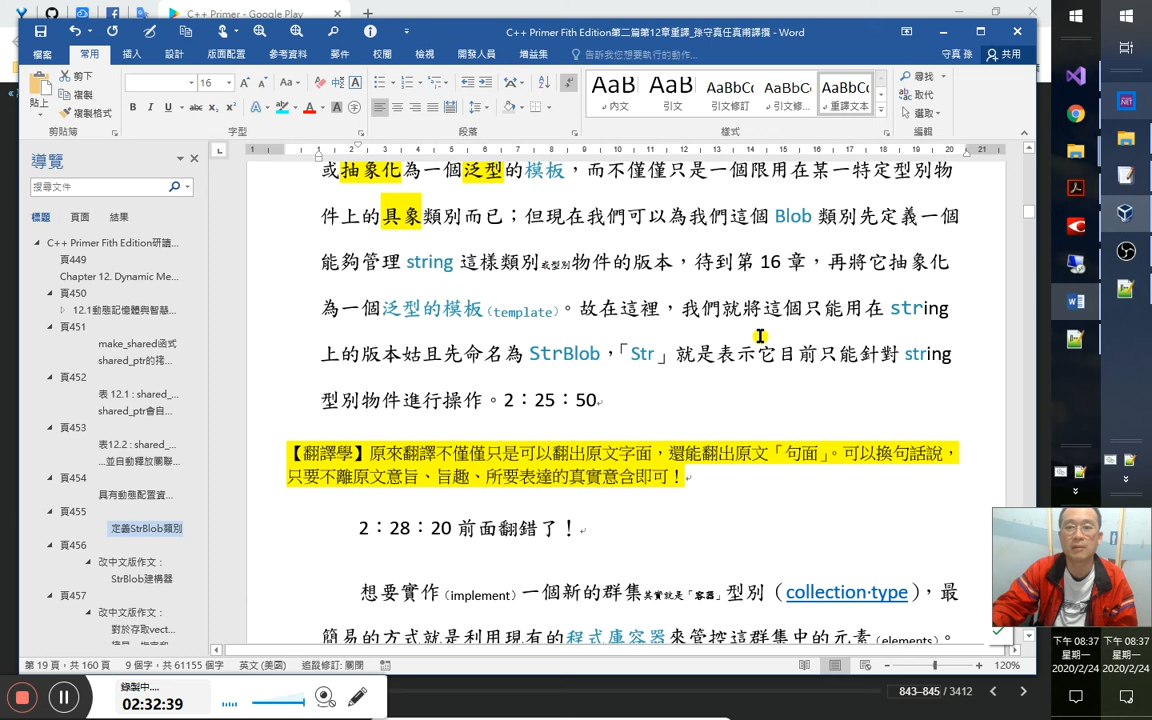 C++ Primer - Google Play
C++ Primer Fith Edition第二篇第12章重譯_孫守真任真甫譯撰 - Word
檔案 常用 插入 設計 版面配置 參考資料 郵件 校閱 檢視 開發人員 增益集 告訴我您想要執行的動作... 守真 孫 共用
剪下
複製
複製格式
貼上
剪貼簿
16
字型
段落
AaB AaB AaBbCc AaBbCc AaBbCc
內文 引文 引文修訂 引文修... 重譯本文
樣式
尋找
取代
選取
編輯
導覽
搜尋文件
標題 頁面 結果
C++ Primer Fith Edition研讀...
頁449
Chapter 12. Dynamic Me...
頁450
12.1動態記憶體與智慧...
頁451
make_shared函式
shared_ptr的拷...
頁452
表 12.1 : shared_...
shared_ptr會自...
頁453
表12.2 : shared_...
...並自動釋放關聯...
頁454
具有動態配置資...
頁455
定義StrBlob類別
頁456
改中文版作文：
StrBlob建構器
頁457
改中文版作文：
對於存取vect...
或抽象化為一個泛型的模板，而不僅僅只是一個限用在某一特定型別物
件上的具象類別而已；但現在我們可以為我們這個 Blob 類別先定義一個
能夠管理 string 這樣類別或型別物件的版本，待到第 16 章，再將它抽象化
為一個泛型的模板（template）。故在這裡，我們就將這個只能用在 string
上的版本姑且先命名為 StrBlob，「Str」就是表示它目前只能針對 string
型別物件進行操作。2：25：50
【翻譯學】原來翻譯不僅僅只是可以翻出原文字面，還能翻出原文「句面」。可以換句話說，
只要不離原文意旨、旨趣、所要表達的真實意含即可！
2：28：20 前面翻錯了！
想要實作（implement）一個新的群集其實就是「容器」型別（collection·type），最
簡易的方式就是利用現有的程式庫容器來管控這群集中的元素（elements）。
第 19 頁，共 160 頁 9 個字，共 61155 個字 英文 (美國) 追蹤修訂: 關閉 120%
錄製中....
02:32:39
843–845 / 3412
下午 08:37
星期一
2020/2/24
下午 08:37
星期一
2020/2/24